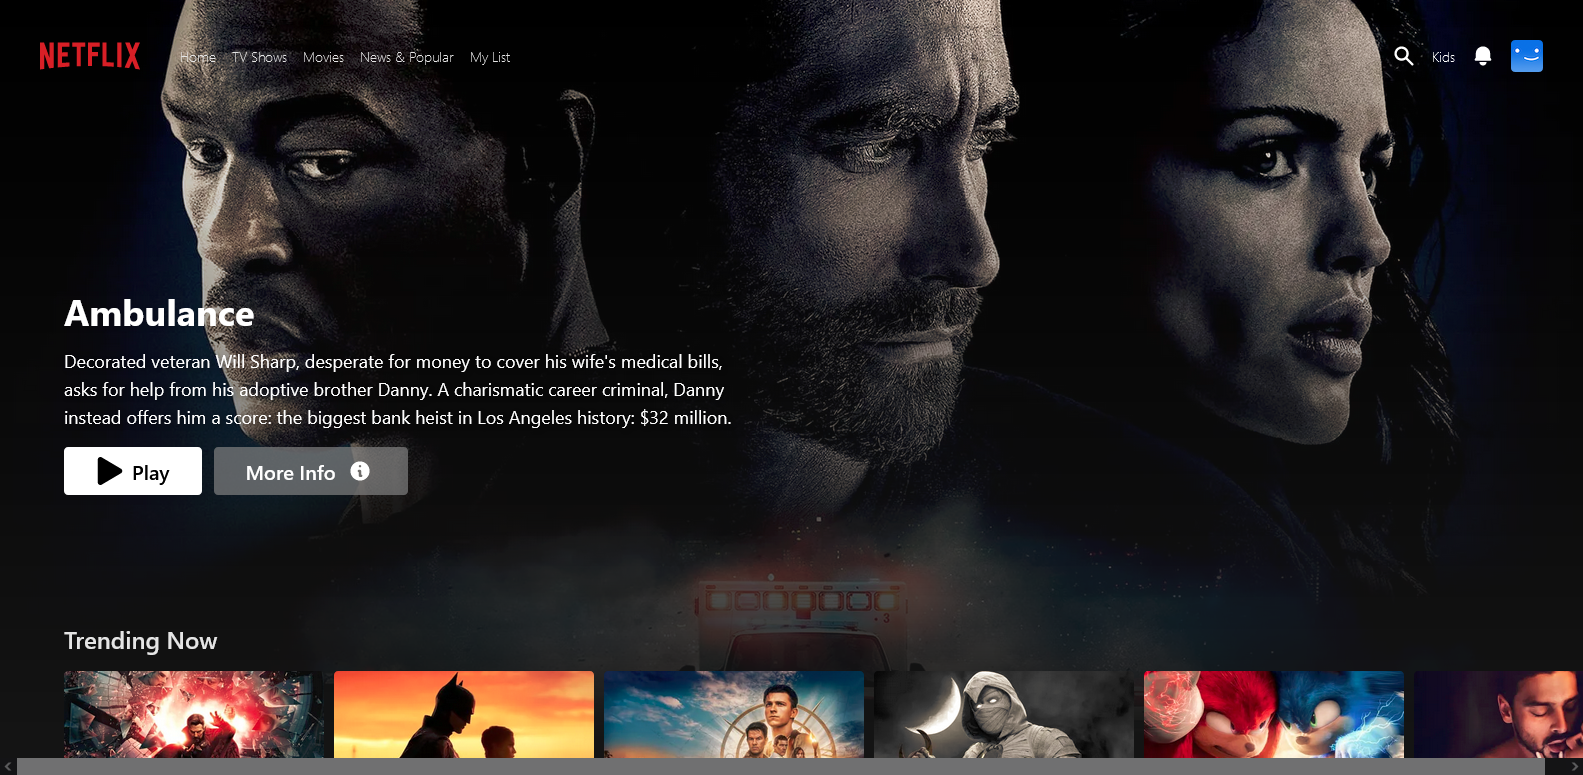 NETFLIX
Home TV Shows Movies News & Popular My List
Kids
Ambulance
Decorated veteran Will Sharp, desperate for money to cover his wife's medical bills,
asks for help from his adoptive brother Danny. A charismatic career criminal, Danny
instead offers him a score: the biggest bank heist in Los Angeles history: $32 million.
Play
More Info
3
Trending Now